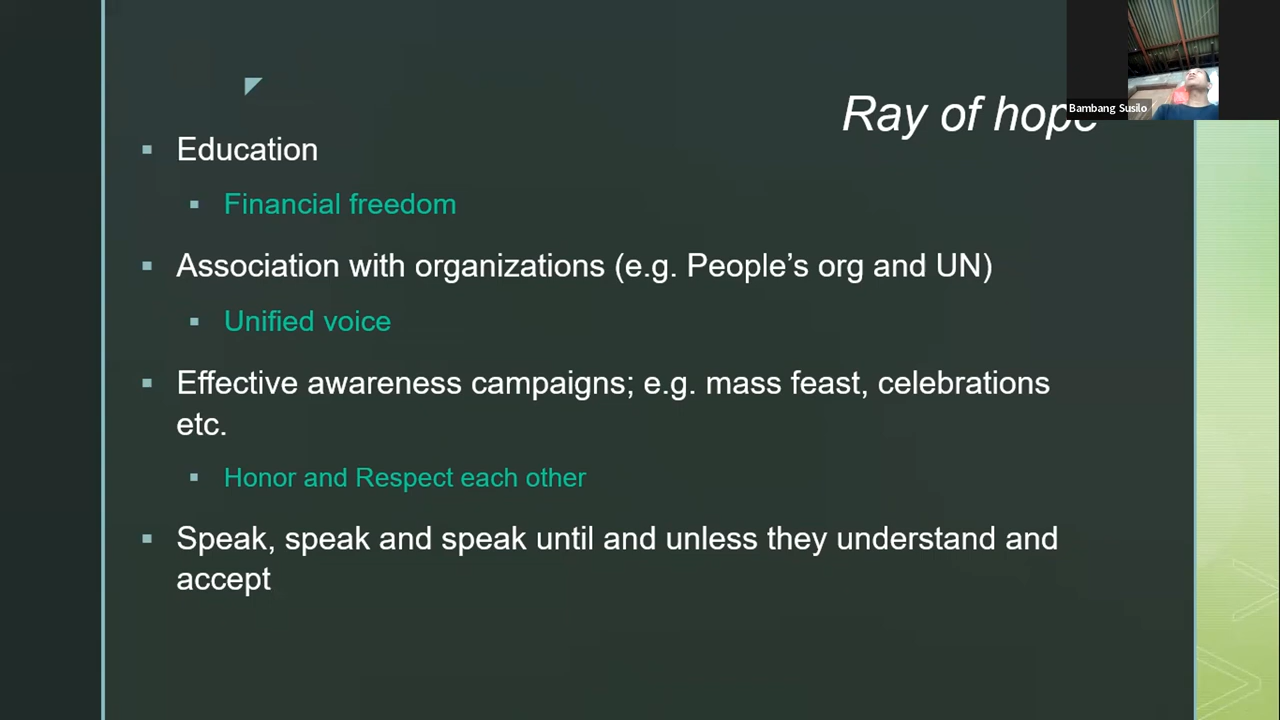 Ray of hope
Bambang Susilo
Education
Financial freedom
Association with organizations (e.g. People’s org and UN)
Unified voice
Effective awareness campaigns; e.g. mass feast, celebrations
etc.
Honor and Respect each other
Speak, speak and speak until and unless they understand and
accept